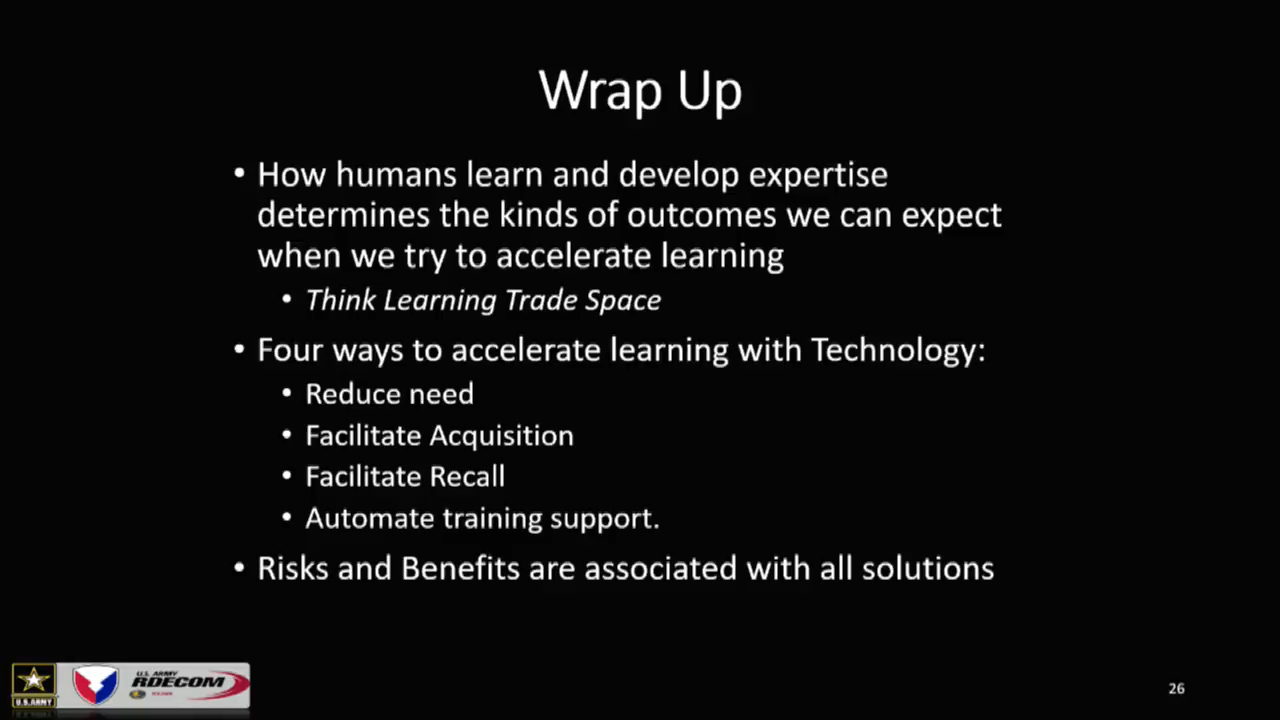 Wrap Up
• How humans learn and develop expertise
determines the kinds of outcomes we can expect
when we try to accelerate learning
• Think Learning Trade Space
• Four ways to accelerate learning with Technology:
• Reduce need
• Facilitate Acquisition
• Facilitate Recall
• Automate training support.
• Risks and Benefits are associated with all solutions
U.S.ARMY
U.S. ARMY
RDECOM
26